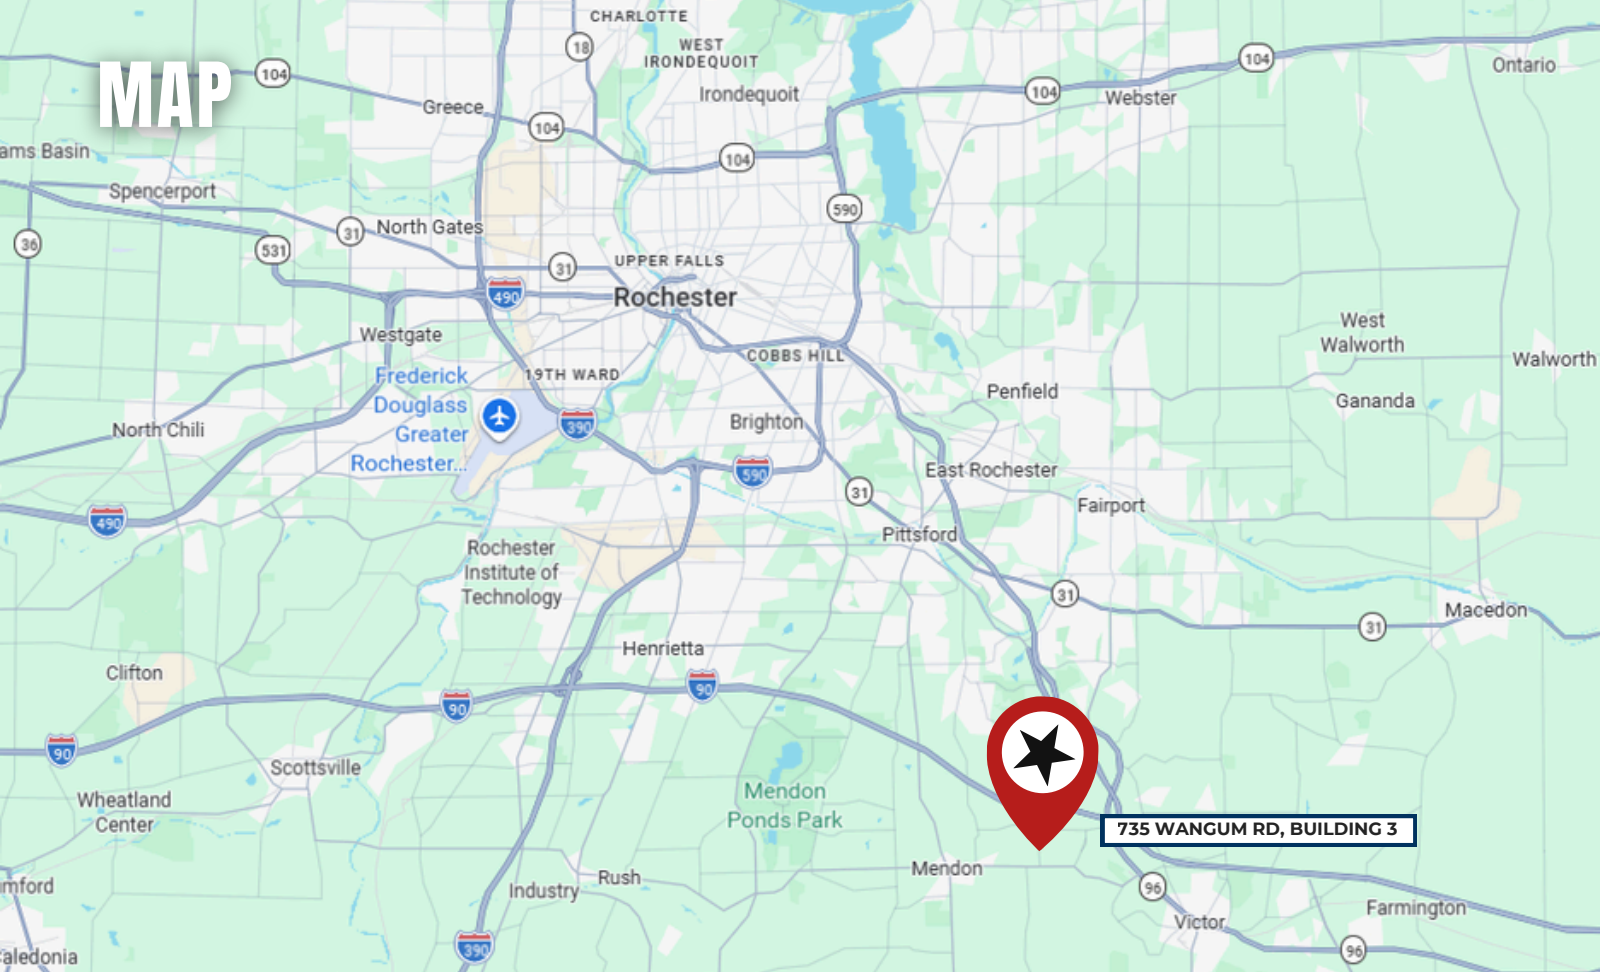 MAP
CHARLOTTE
18
WEST
IRONDEQUOIT
104
Ontario
104
Irondequoit
104
Webster
Greece
104
ams Basin
104
Spencerport
590
31
North Gates
36
531
UPPER FALLS
31
490
Rochester
Westgate
West
Walworth
COBBS HILL
Walworth
Frederick
Douglass
Greater
Rochester...
19TH WARD
Penfield
Gananda
North Chili
390
Brighton
590
East Rochester
31
Fairport
490
Pittsford
Rochester
Institute of
Technology
31
Macedon
31
Henrietta
Clifton
90
90
90
Scottsville
Mendon
Ponds Park
Wheatland
Center
735 WANGUM RD, BUILDING 3
Mendon
Rush
Industry
96
mford
Farmington
Victor
390
96
aledonia